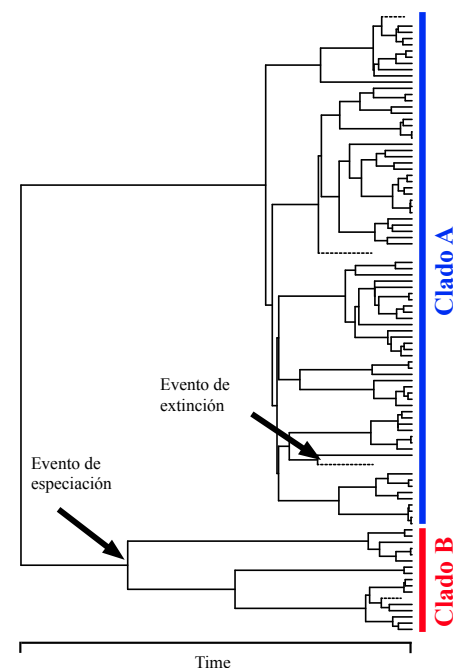 Clado A
Evento de
extinción
Evento de
especiación
Clado B
Time